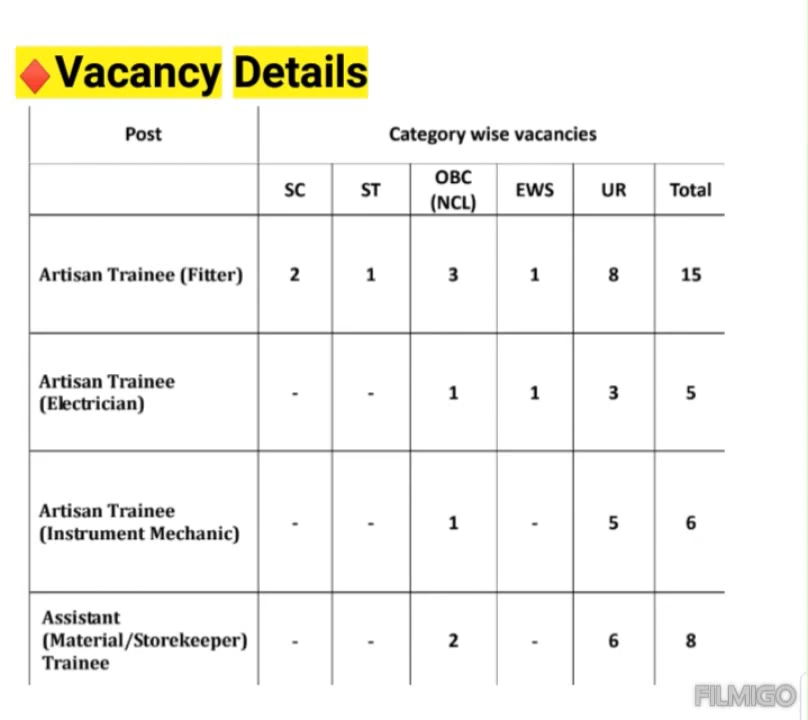 Vacancy Details
Post Category wise vacancies
SC ST OBC (NCL) EWS UR Total
Artisan Trainee (Fitter) 2 1 3 1 8 15
Artisan Trainee
(Electrician) - - 1 1 3 5
Artisan Trainee
(Instrument Mechanic) - - 1 - 5 6
Assistant
(Material/Storekeeper) - - 2 - 6 8
Trainee
FILMIGO